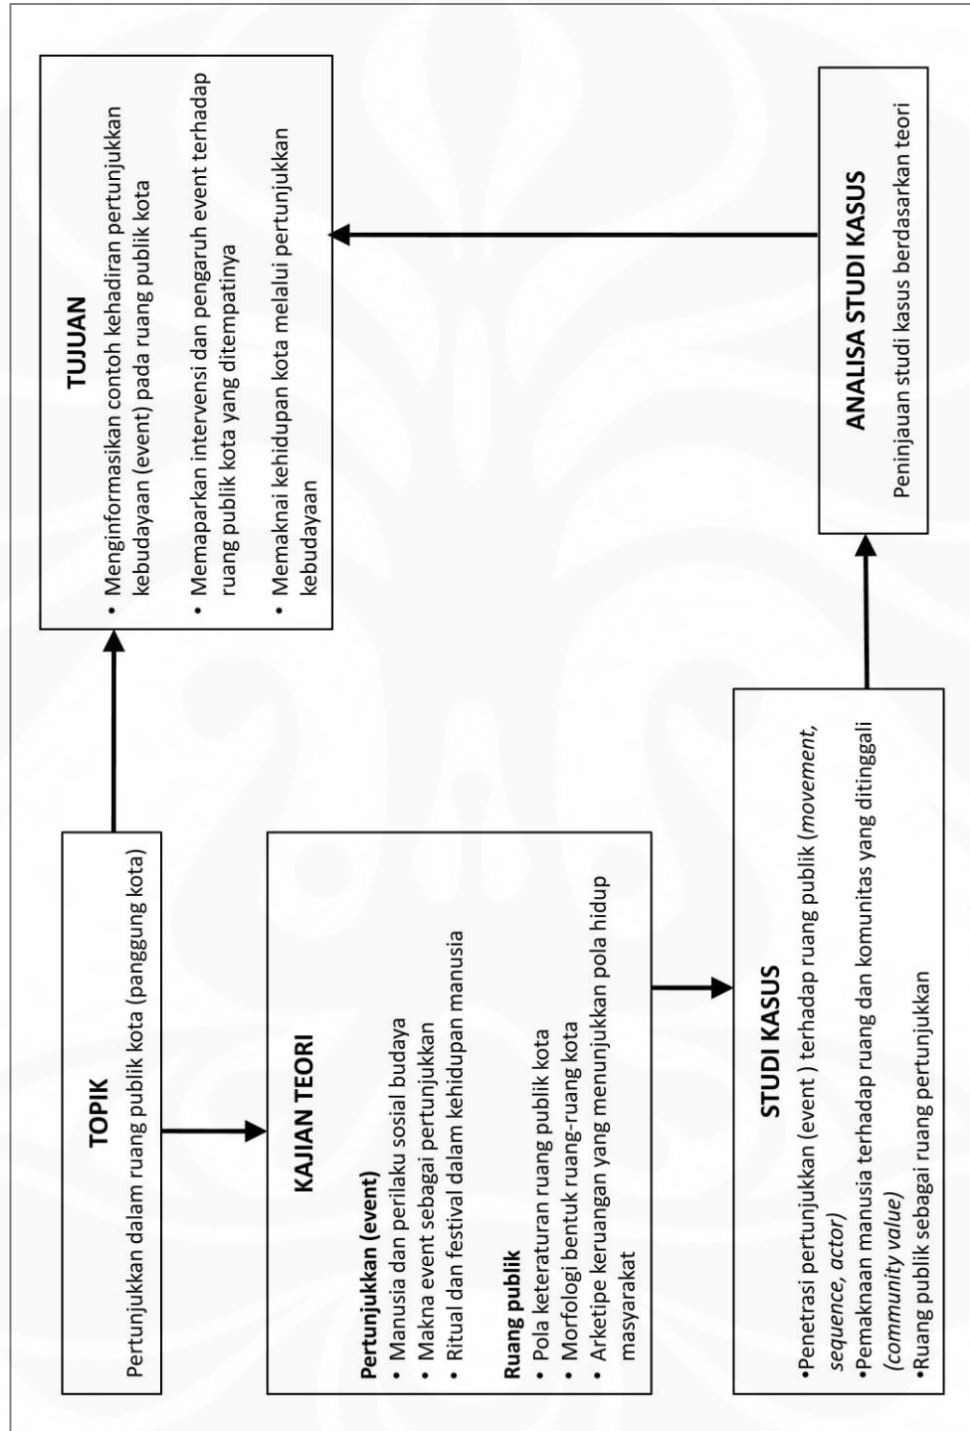 TOPIK
Pertunjukkan dalam ruang publik kota (panggung kota)
TUJUAN
• Menginformasikan contoh kehadiran pertunjukkan
kebudayaan (event) pada ruang publik kota
• Memaparkan intervensi dan pengaruh event terhadap
ruang publik kota yang ditempatinya
• Memaknai kehidupan kota melalui pertunjukkan
kebudayaan
KAJIAN TEORI
Pertunjukkan (event)
• Manusia dan perilaku sosial budaya
• Makna event sebagai pertunjukkan
• Ritual dan festival dalam kehidupan manusia
Ruang publik
• Pola keteraturan ruang publik kota
• Morfologi bentuk ruang-ruang kota
• Arketipe keruangan yang menunjukkan pola hidup
masyarakat
STUDI KASUS
•Penetrasi pertunjukkan (event ) terhadap ruang publik (movement,
sequence, actor)
•Pemaknaan manusia terhadap ruang dan komunitas yang ditinggali
(community value)
•Ruang publik sebagai ruang pertunjukkan
ANALISA STUDI KASUS
Peninjauan studi kasus berdasarkan teori